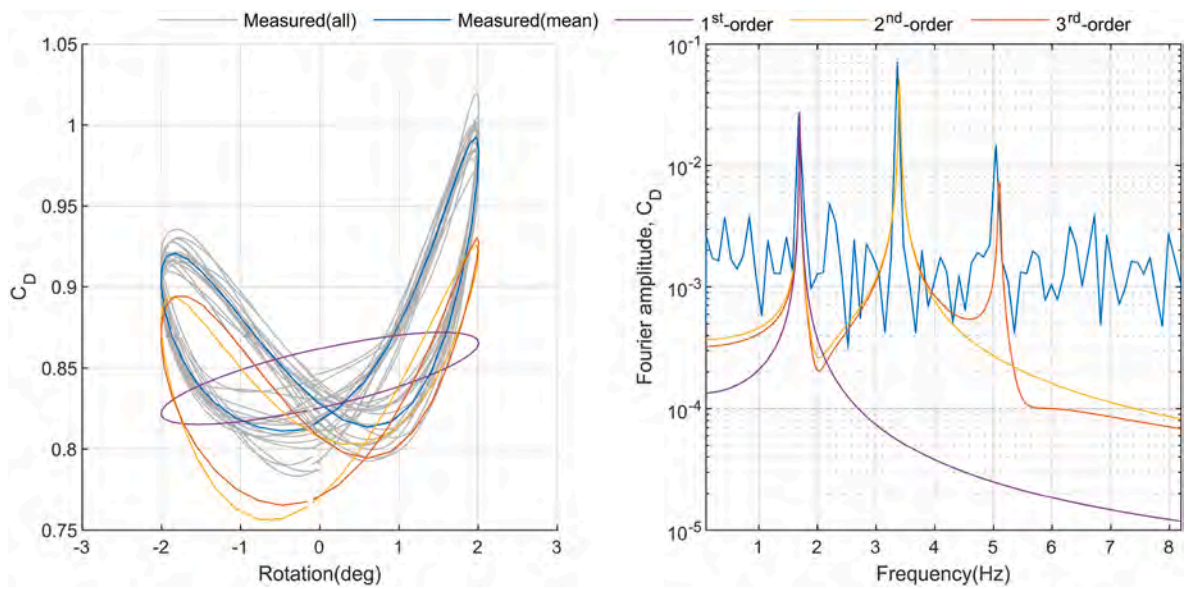 Measured(all) Measured(mean) 1st-order 2nd-order 3rd-order
1.05
1
0.95
0.9
0.85
0.8
0.75
C_D
-3 -2 -1 0 1 2 3
Rotation(deg)
10^-1
10^-2
10^-3
10^-4
10^-5
Fourier amplitude, C_D
1 2 3 4 5 6 7 8
Frequency(Hz)